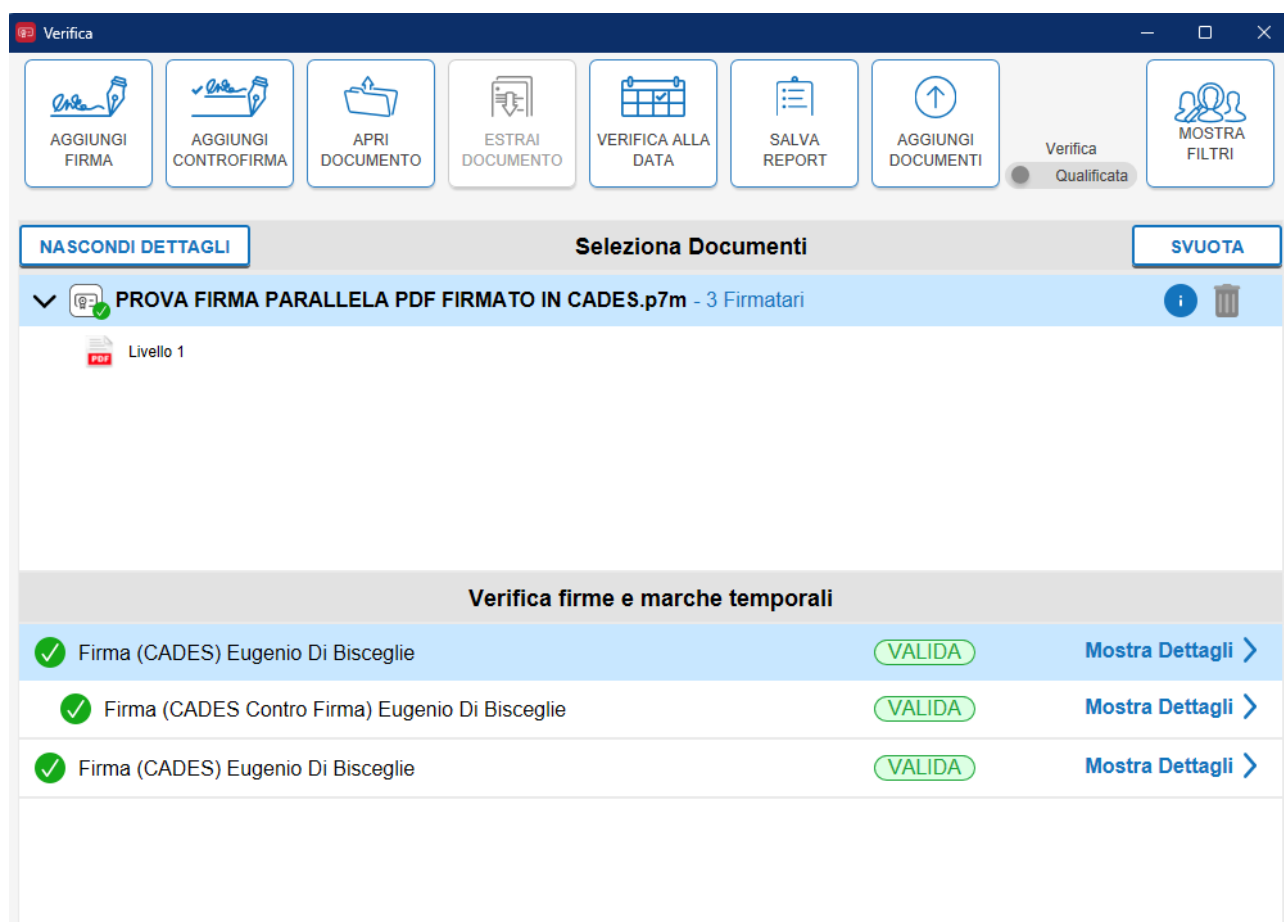 Verifica
AGGIUNGI
FIRMA
AGGIUNGI
CONTROFIRMA
APRI
DOCUMENTO
ESTRAI
DOCUMENTO
VERIFICA ALLA
DATA
SALVA
REPORT
AGGIUNGI
DOCUMENTI
Verifica
Qualificata
MOSTRA
FILTRI
NASCONDI DETTAGLI
Seleziona Documenti
SVUOTA
PROVA FIRMA PARALLELA PDF FIRMATO IN CADES.p7m - 3 Firmatari
i
PDF
Livello 1
Verifica firme e marche temporali
Firma (CADES) Eugenio Di Bisceglie VALIDA Mostra Dettagli
Firma (CADES Contro Firma) Eugenio Di Bisceglie VALIDA Mostra Dettagli
Firma (CADES) Eugenio Di Bisceglie VALIDA Mostra Dettagli